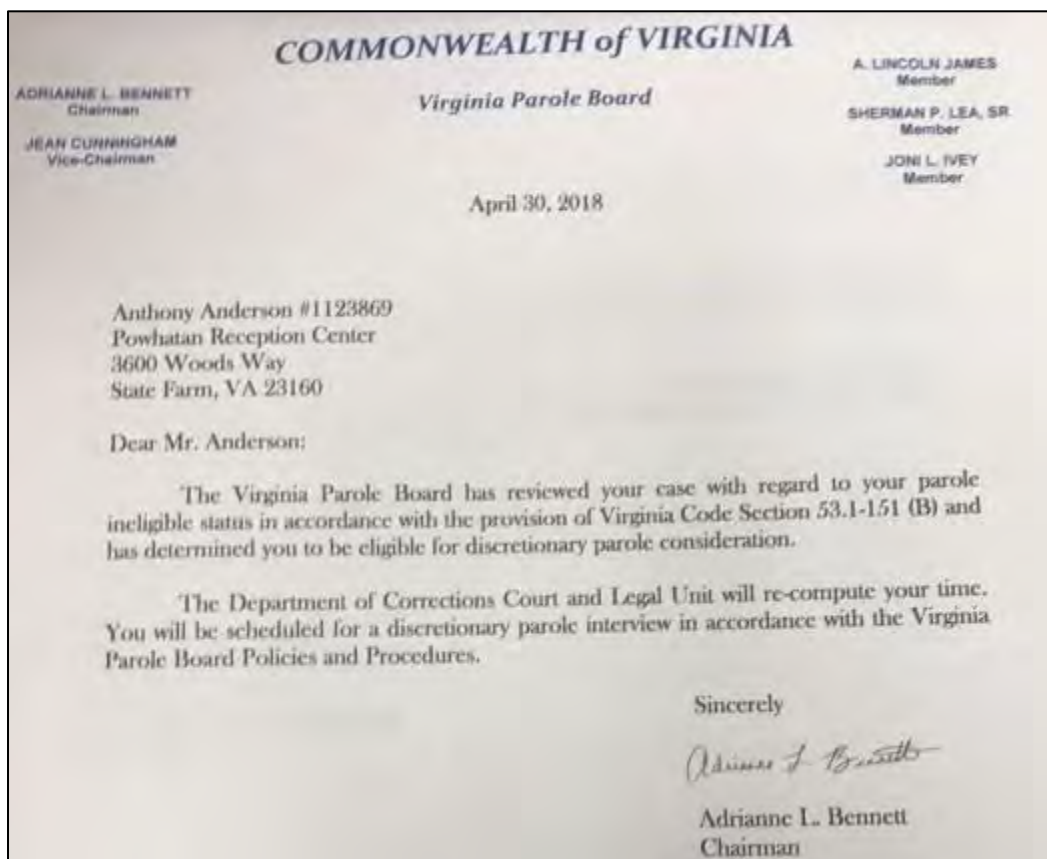 COMMONWEALTH of VIRGINIA
Virginia Parole Board
ADRIANNE L. BENNETT
Chairman
JEAN CUNNINGHAM
Vice-Chairman
A. LINCOLN JAMES
Member
SHERMAN P. LEA, SR
Member
JONI L. IVEY
Member
April 30, 2018
Anthony Anderson #1123869
Powhatan Reception Center
3600 Woods Way
State Farm, VA 23160
Dear Mr. Anderson:
The Virginia Parole Board has reviewed your case with regard to your parole
ineligible status in accordance with the provision of Virginia Code Section 53.1-151 (B) and
has determined you to be eligible for discretionary parole consideration.
The Department of Corrections Court and Legal Unit will re-compute your time.
You will be scheduled for a discretionary parole interview in accordance with the Virginia
Parole Board Policies and Procedures.
Sincerely
Adrianne L. Bennett
Adrianne L. Bennett
Chairman